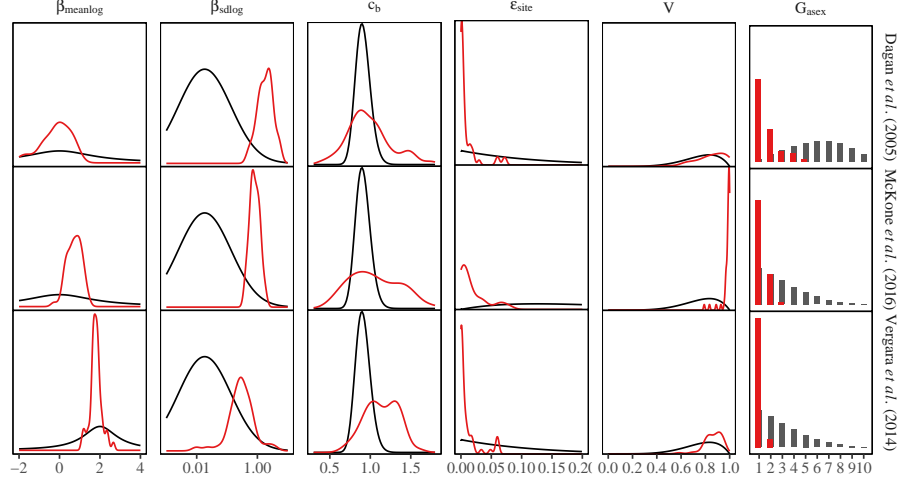 βmeanlog βsdlog cb εsite V Gasex
Dagan et al. (2005) McKone et al. (2016) Vergara et al. (2014)
−2 0 2 4 0.01 1.00 0.5 1.0 1.5 0.00 0.05 0.10 0.15 0.20 0.0 0.2 0.4 0.6 0.8 1.0 1 2 3 4 5 6 7 8 9 10